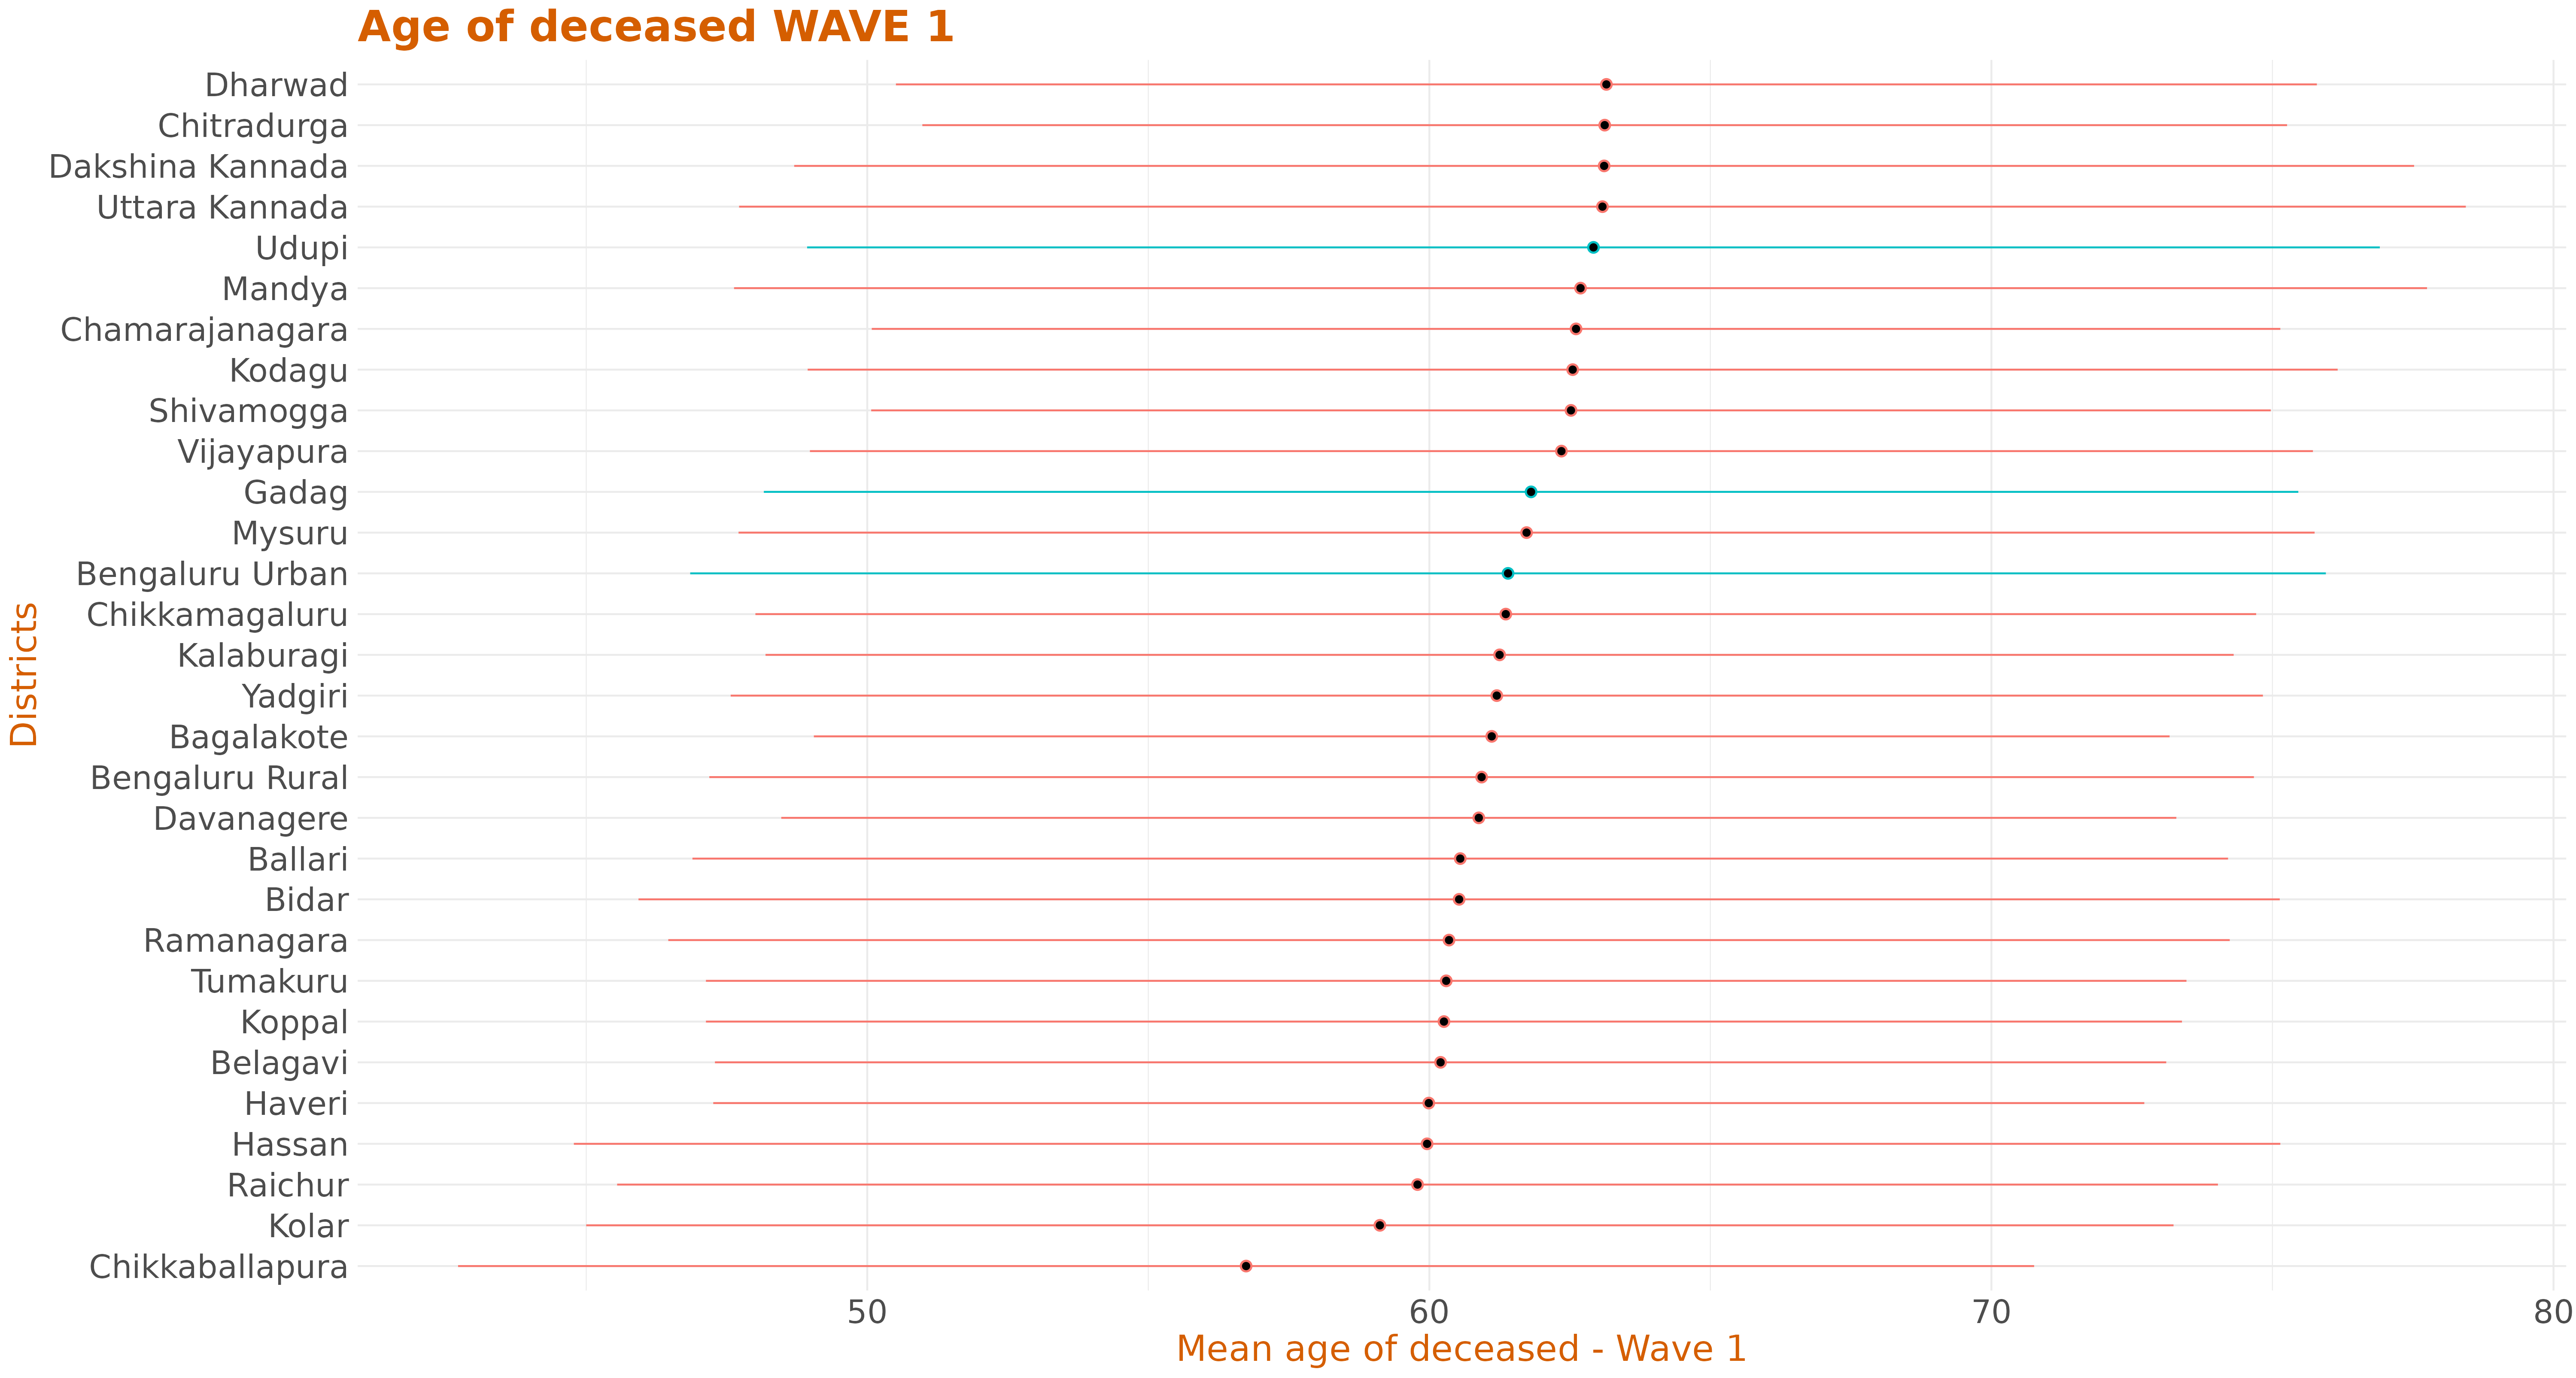 Age of deceased WAVE 1
Dharwad
Chitradurga
Dakshina Kannada
Uttara Kannada
Udupi
Mandya
Chamarajanagara
Kodagu
Shivamogga
Vijayapura
Gadag
Mysuru
Bengaluru Urban
Chikkamagaluru
Kalaburagi
Yadgiri
Bagalakote
Bengaluru Rural
Davanagere
Ballari
Bidar
Ramanagara
Tumakuru
Koppal
Belagavi
Haveri
Hassan
Raichur
Kolar
Chikkaballapura
Districts
50 60 70 80
Mean age of deceased - Wave 1